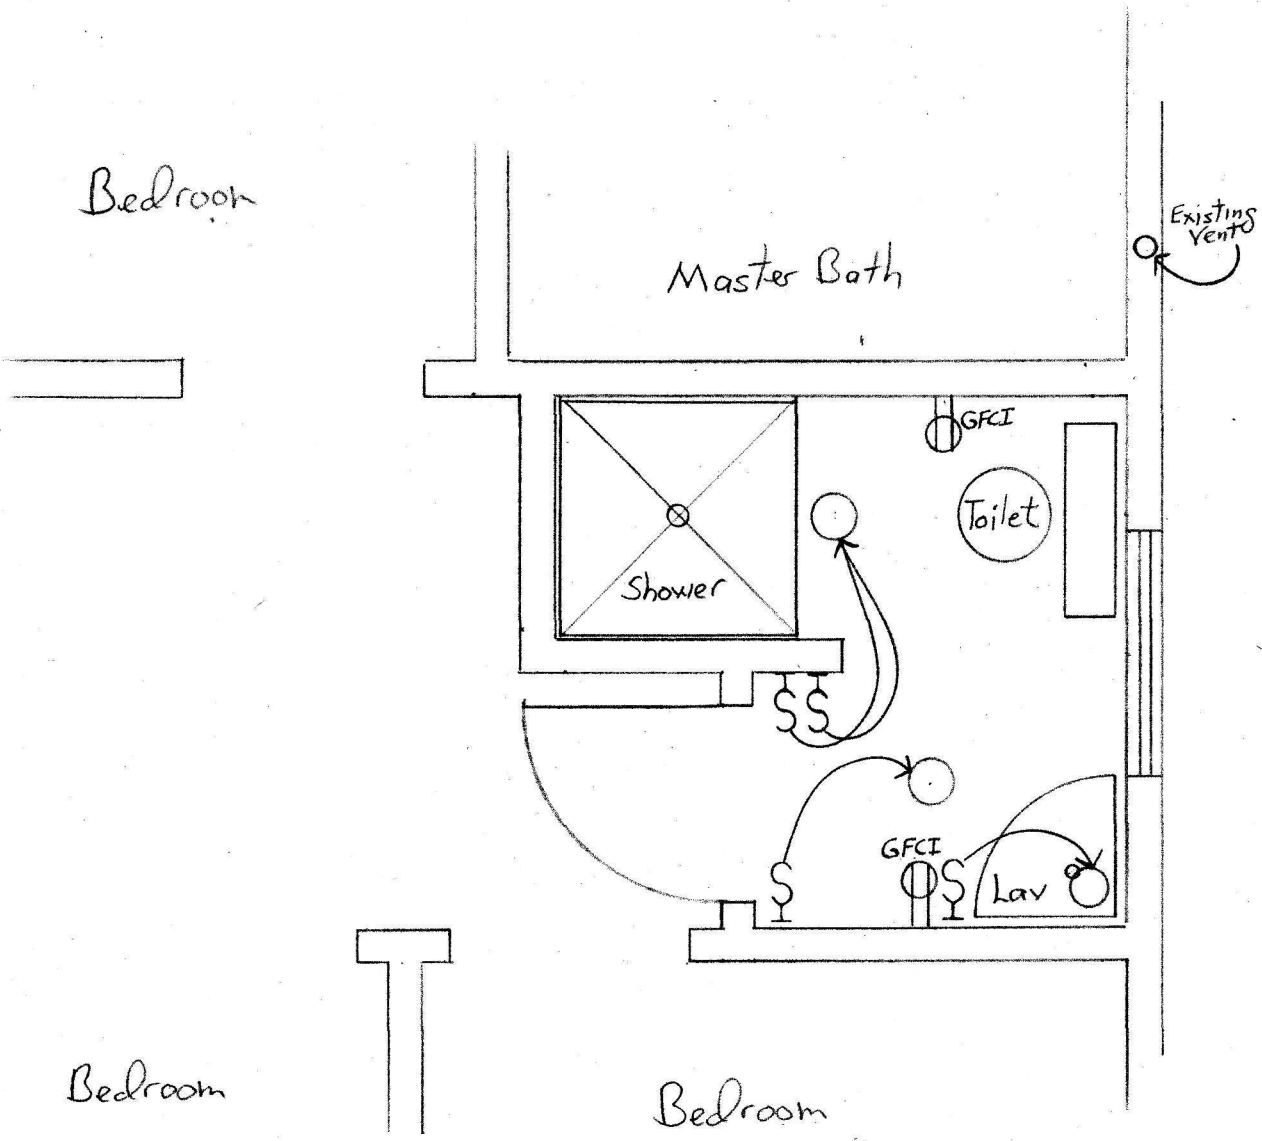 Bedroom
Existing
Vent
Master Bath
GFCI
Toilet
Shower
S S
GFCI
S
S
Lav
Bedroom
Bedroom